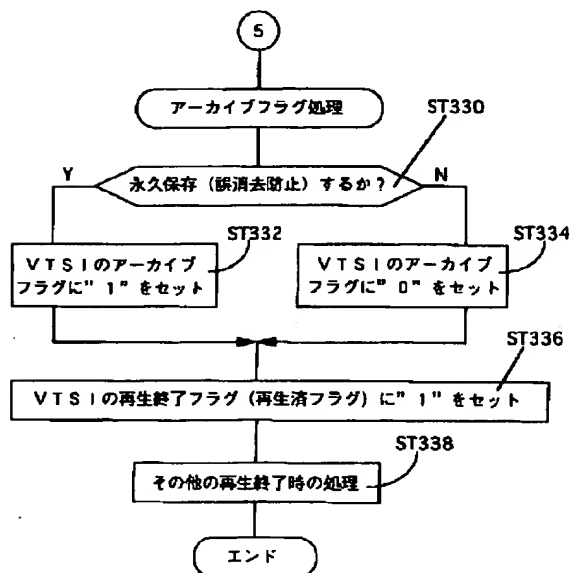 5
アーカイブフラグ処理
ST330
永久保存（誤消去防止）するか？
Y
N
ST332
VTSIのアーカイブ
フラグに"1"をセット
ST334
VTSIのアーカイブ
フラグに"0"をセット
ST336
VTSIの再生終了フラグ（再生済フラグ）に"1"をセット
ST338
その他の再生終了時の処理
エンド